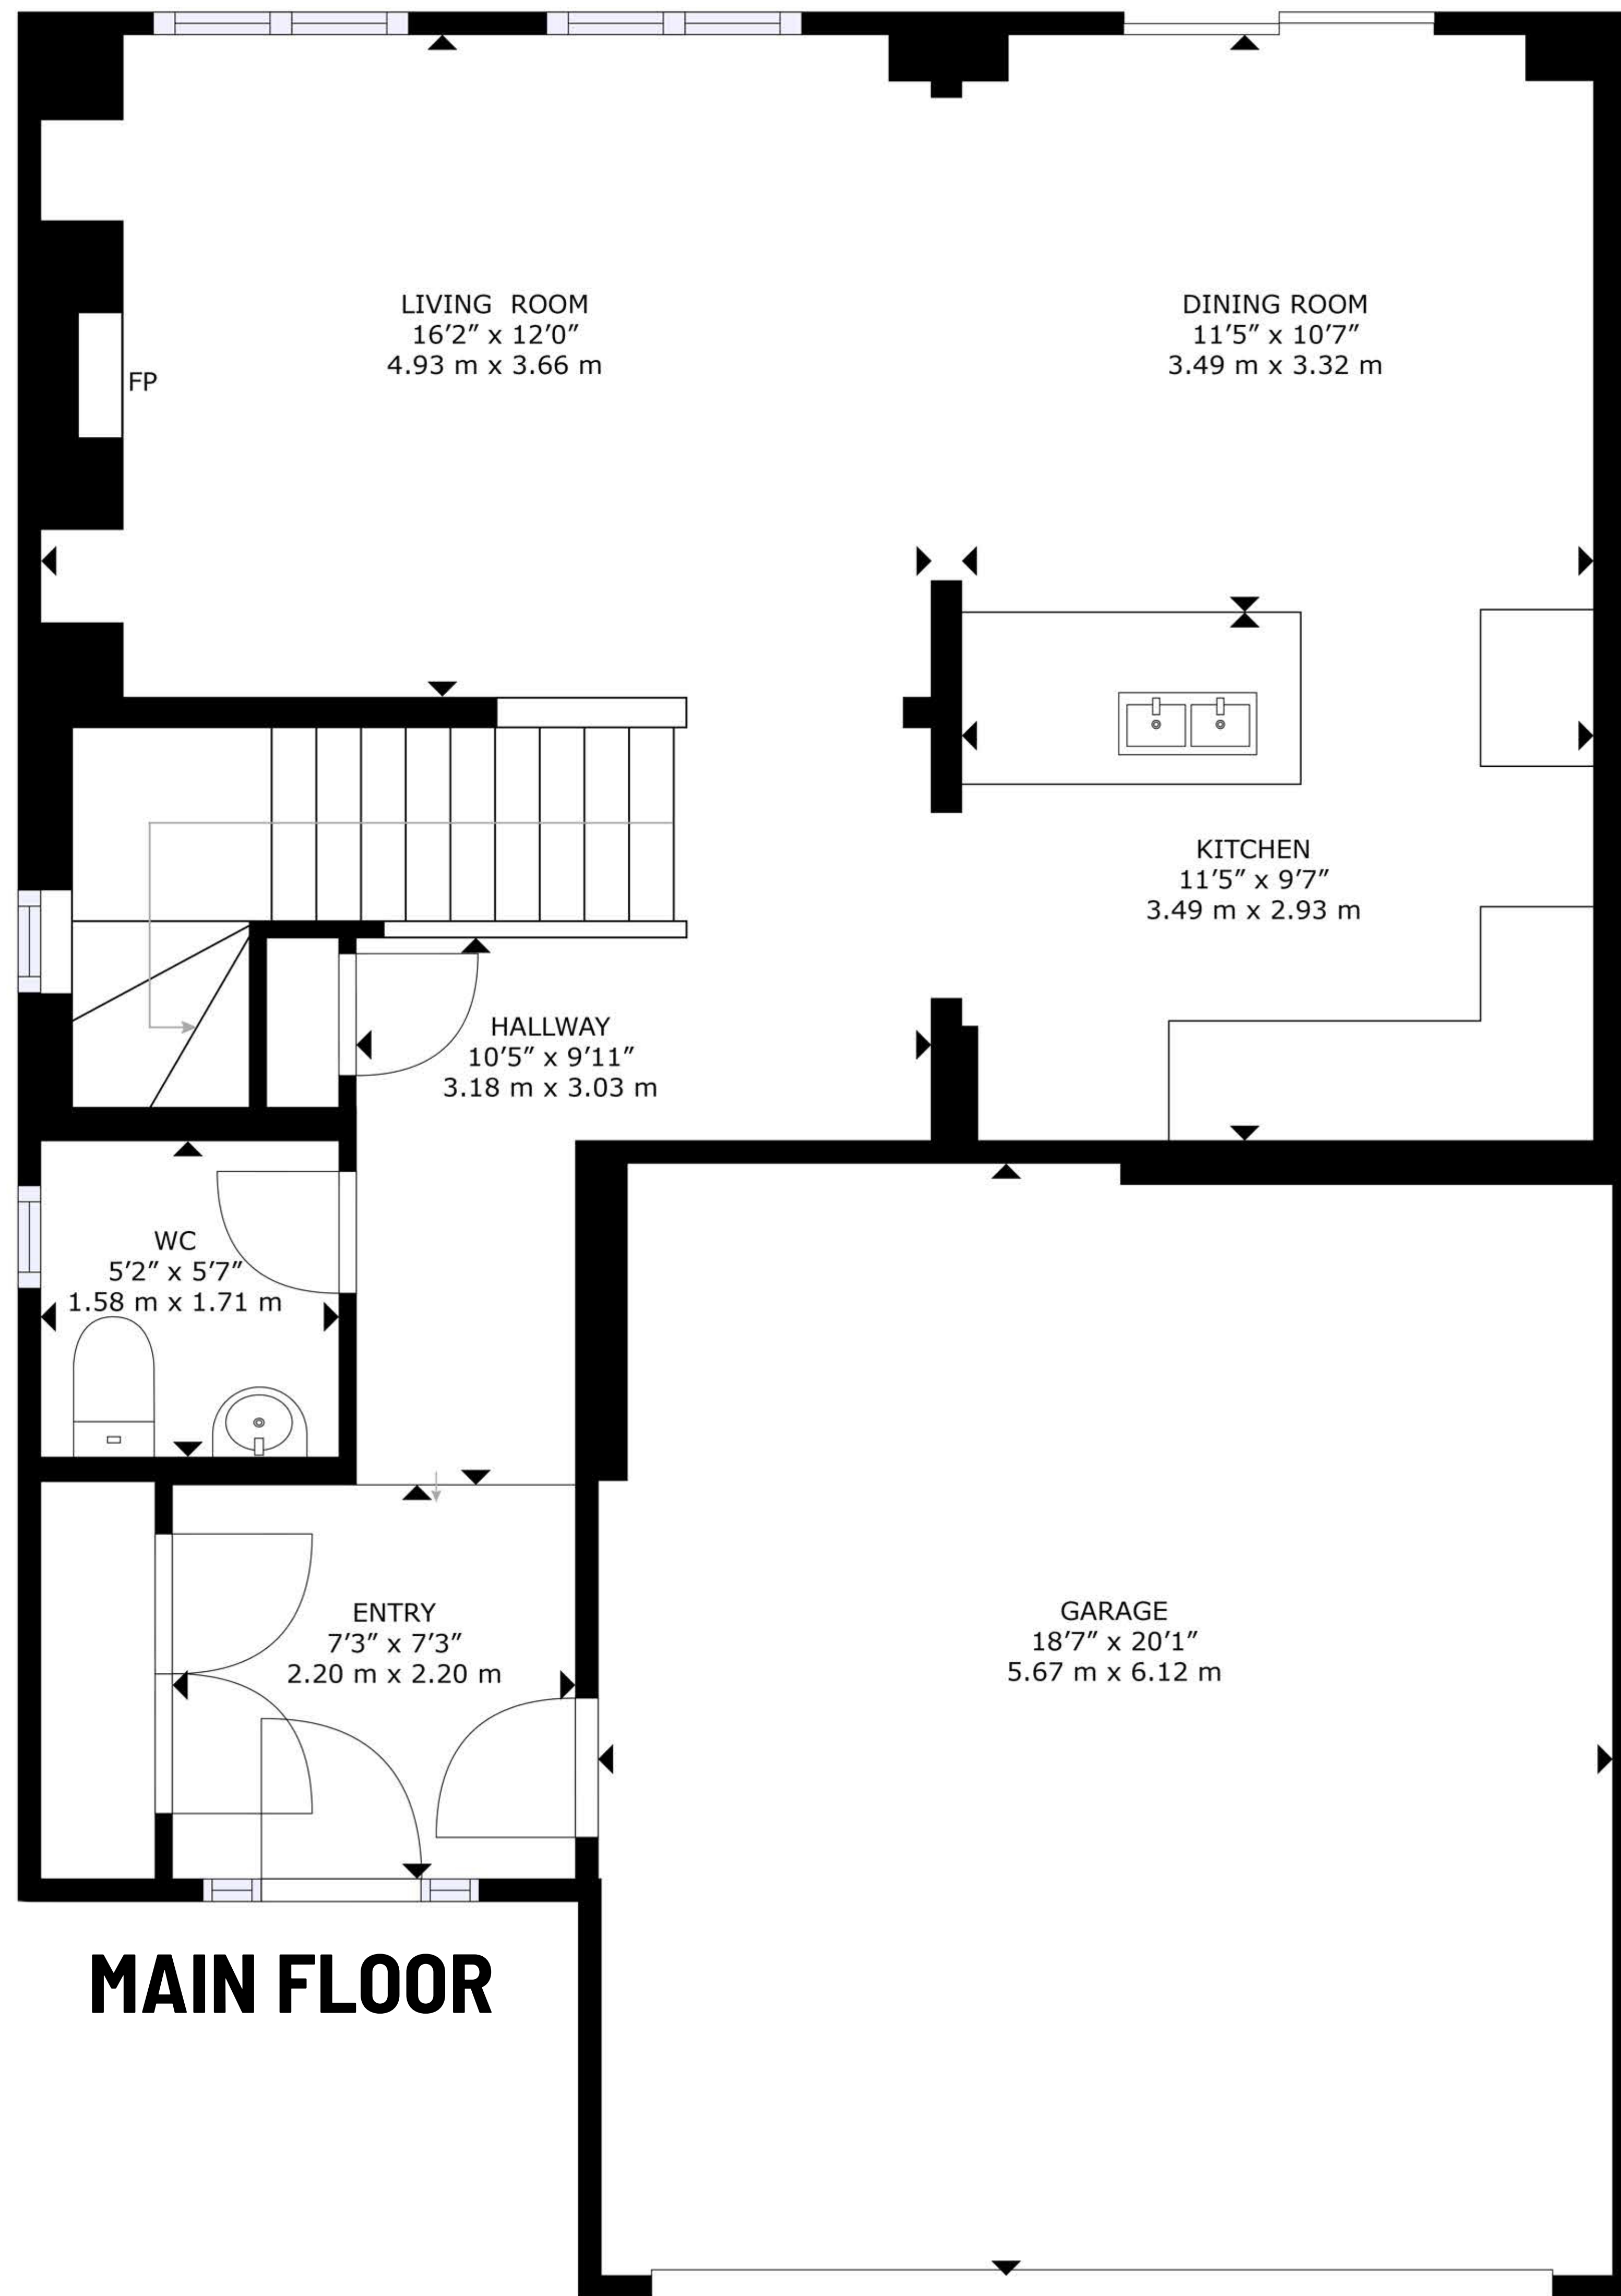 LIVING ROOM
16’2” x 12’0”
4.93 m x 3.66 m
DINING ROOM
11’5” x 10’7”
3.49 m x 3.32 m
FP
KITCHEN
11’5” x 9’7”
3.49 m x 2.93 m
HALLWAY
10’5” x 9’11”
3.18 m x 3.03 m
WC
5’2” x 5’7”
1.58 m x 1.71 m
ENTRY
7’3” x 7’3”
2.20 m x 2.20 m
GARAGE
18’7” x 20’1”
5.67 m x 6.12 m
MAIN FLOOR